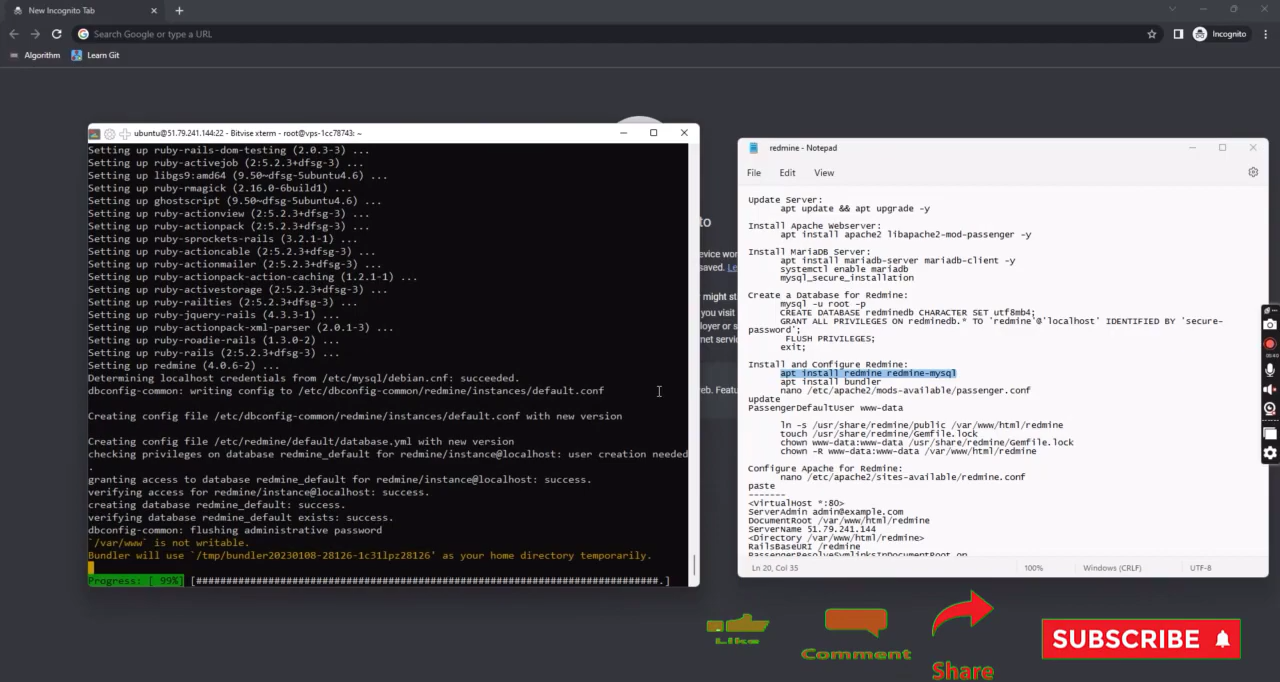 New Incognito Tab
Search Google or type a URL
Incognito
Algorithm
Learn Git
ubuntu@51.79.241.144:22 - Bitvise xterm - root@vps-1cc78743: ~
Setting up ruby-rails-dom-testing (2.0.3-3) ...
Setting up ruby-activejob (2:5.2.3+dfsg-3) ...
Setting up libgs9:amd64 (9.50~dfsg-5ubuntu4.6) ...
Setting up ruby-rmagick (2.16.0-6build1) ...
Setting up ghostscript (9.50~dfsg-5ubuntu4.6) ...
Setting up ruby-actionview (2:5.2.3+dfsg-3) ...
Setting up ruby-actionpack (2:5.2.3+dfsg-3) ...
Setting up ruby-sprockets-rails (3.2.1-1) ...
Setting up ruby-actioncable (2:5.2.3+dfsg-3) ...
Setting up ruby-actionmailer (2:5.2.3+dfsg-3) ...
Setting up ruby-actionpack-action-caching (1.2.1-1) ...
Setting up ruby-activestorage (2:5.2.3+dfsg-3) ...
Setting up ruby-railties (2:5.2.3+dfsg-3) ...
Setting up ruby-jquery-rails (4.3.3-1) ...
Setting up ruby-actionpack-xml-parser (2.0.1-3) ...
Setting up ruby-roadie-rails (1.3.0-2) ...
Setting up ruby-rails (2:5.2.3+dfsg-3) ...
Setting up redmine (4.0.6-2) ...
Determining localhost credentials from /etc/mysql/debian.cnf: succeeded.
dbconfig-common: writing config to /etc/dbconfig-common/redmine/instances/default.conf
Creating config file /etc/dbconfig-common/redmine/instances/default.conf with new version
Creating config file /etc/redmine/default/database.yml with new version
checking privileges on database redmine_default for redmine/instance@localhost: user creation needed
.
granting access to database redmine_default for redmine/instance@localhost: success.
verifying access for redmine/instance@localhost: success.
creating database redmine_default: success.
verifying database redmine_default exists: success.
dbconfig-common: flushing administrative password
`/var/www` is not writable.
Bundler will use `/tmp/bundler20230108-28126-1c31lpz28126' as your home directory temporarily.
Progress: [ 99%] [##############################################################################.]
to
device wor
saved. Le
might st
you visit
loyer or s
net servic
web. Featu
redmine - Notepad
File Edit View
Update Server:
apt update && apt upgrade -y
Install Apache Webserver:
apt install apache2 libapache2-mod-passenger -y
Install MariaDB Server:
apt install mariadb-server mariadb-client -y
systemctl enable mariadb
mysql_secure_installation
Create a Database for Redmine:
mysql -u root -p
CREATE DATABASE redminedb CHARACTER SET utf8mb4;
GRANT ALL PRIVILEGES ON redminedb.* TO 'redmine'@'localhost' IDENTIFIED BY 'secure-
password';
FLUSH PRIVILEGES;
exit;
Install and Configure Redmine:
apt install redmine redmine-mysql
apt install bundler
nano /etc/apache2/mods-available/passenger.conf
update
PassengerDefaultUser www-data
ln -s /usr/share/redmine/public /var/www/html/redmine
touch /usr/share/redmine/Gemfile.lock
chown www-data:www-data /usr/share/redmine/Gemfile.lock
chown -R www-data:www-data /var/www/html/redmine
Configure Apache for Redmine:
nano /etc/apache2/sites-available/redmine.conf
paste
-------
<VirtualHost *:80>
ServerAdmin admin@example.com
DocumentRoot /var/www/html/redmine
ServerName 51.79.241.144
<Directory /var/www/html/redmine>
RailsBaseURI /redmine
PassengerResolveSymlinksInDocumentRoot on
Ln 20, Col 35
100%
Windows (CRLF)
UTF-8
Like
Comment
Share
SUBSCRIBE